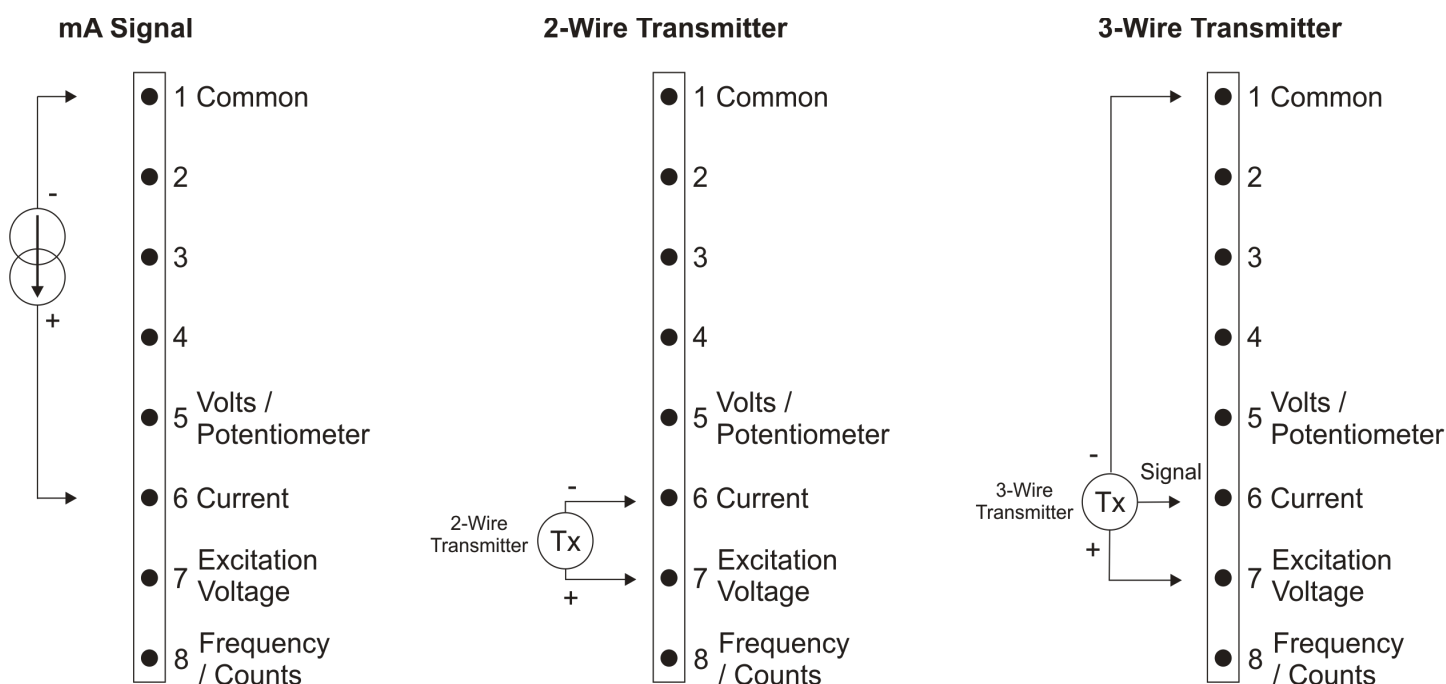 mA Signal
1 Common
2
3
4
5 Volts /
Potentiometer
6 Current
7 Excitation
Voltage
8 Frequency
/ Counts
-
+
2-Wire Transmitter
1 Common
2
3
4
5 Volts /
Potentiometer
6 Current
7 Excitation
Voltage
8 Frequency
/ Counts
-
2-Wire
Transmitter
Tx
+
3-Wire Transmitter
1 Common
2
3
4
5 Volts /
Potentiometer
6 Current
7 Excitation
Voltage
8 Frequency
/ Counts
-
Signal
3-Wire
Transmitter
Tx
+